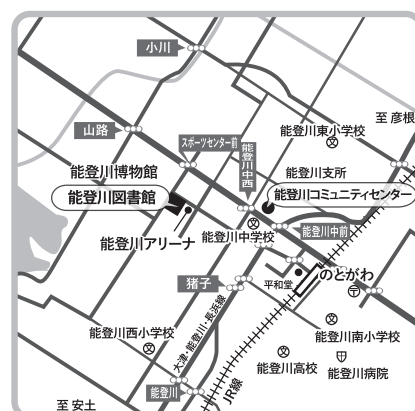 小川
至 彦根
山路
能登川東小学校
スポーツセンター前
能登川中西
能登川博物館
能登川支所
能登川図書館
能登川コミュニティセンター
能登川アリーナ
能登川中学校
能登川中前
猪子
のとがわ
平和堂
大津・能登川・長浜線
能登川西小学校
能登川南小学校
能登川高校
能登川病院
能登川
JR線
至 安土